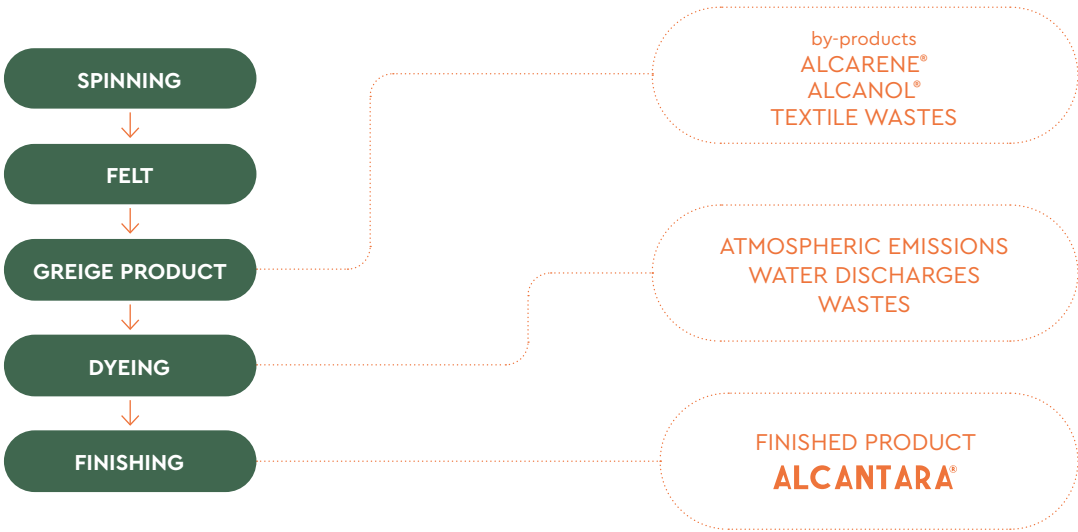 SPINNING
FELT
GREIGE PRODUCT
DYEING
FINISHING
by-products
ALCARENE®
ALCANOL®
TEXTILE WASTES
ATMOSPHERIC EMISSIONS
WATER DISCHARGES
WASTES
FINISHED PRODUCT
ALCANTARA®